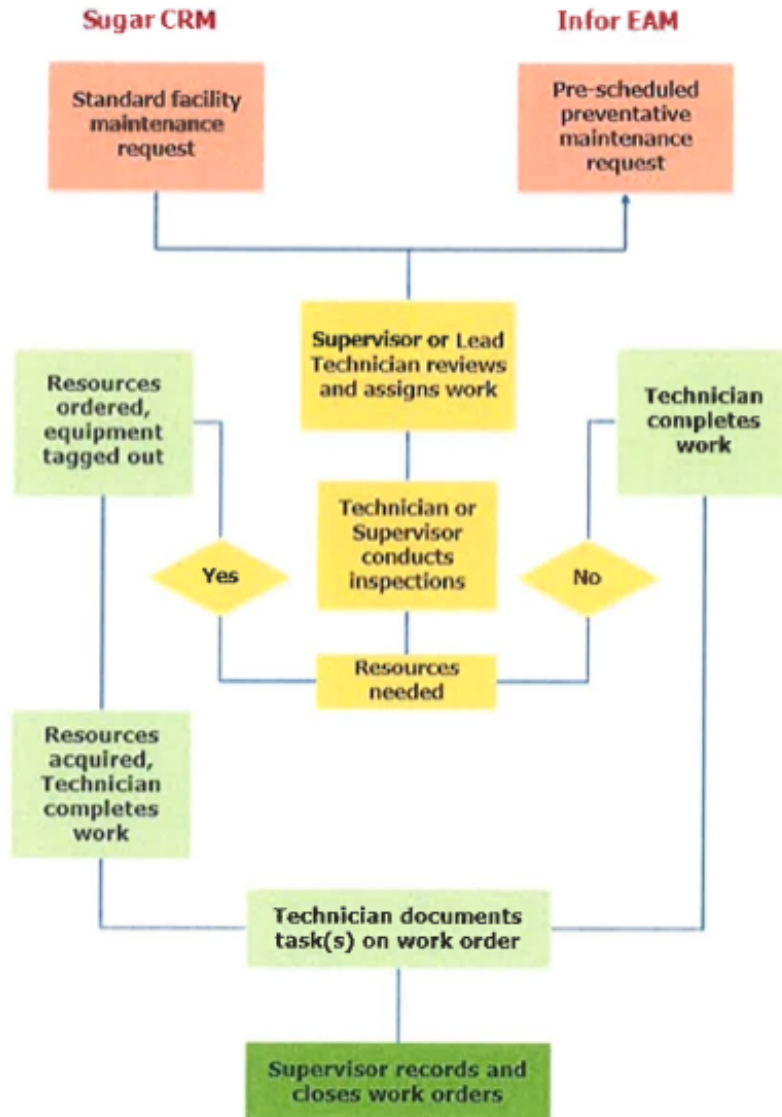 Sugar CRM
Infor EAM
Standard facility
maintenance
request
Pre-scheduled
preventative
maintenance
request
Supervisor or Lead
Technician reviews
and assigns work
Resources
ordered,
equipment
tagged out
Technician
completes
work
Technician or
Supervisor
conducts
inspections
Yes
No
Resources
needed
Resources
acquired,
Technician
completes
work
Technician documents
task(s) on work order
Supervisor records and
closes work orders